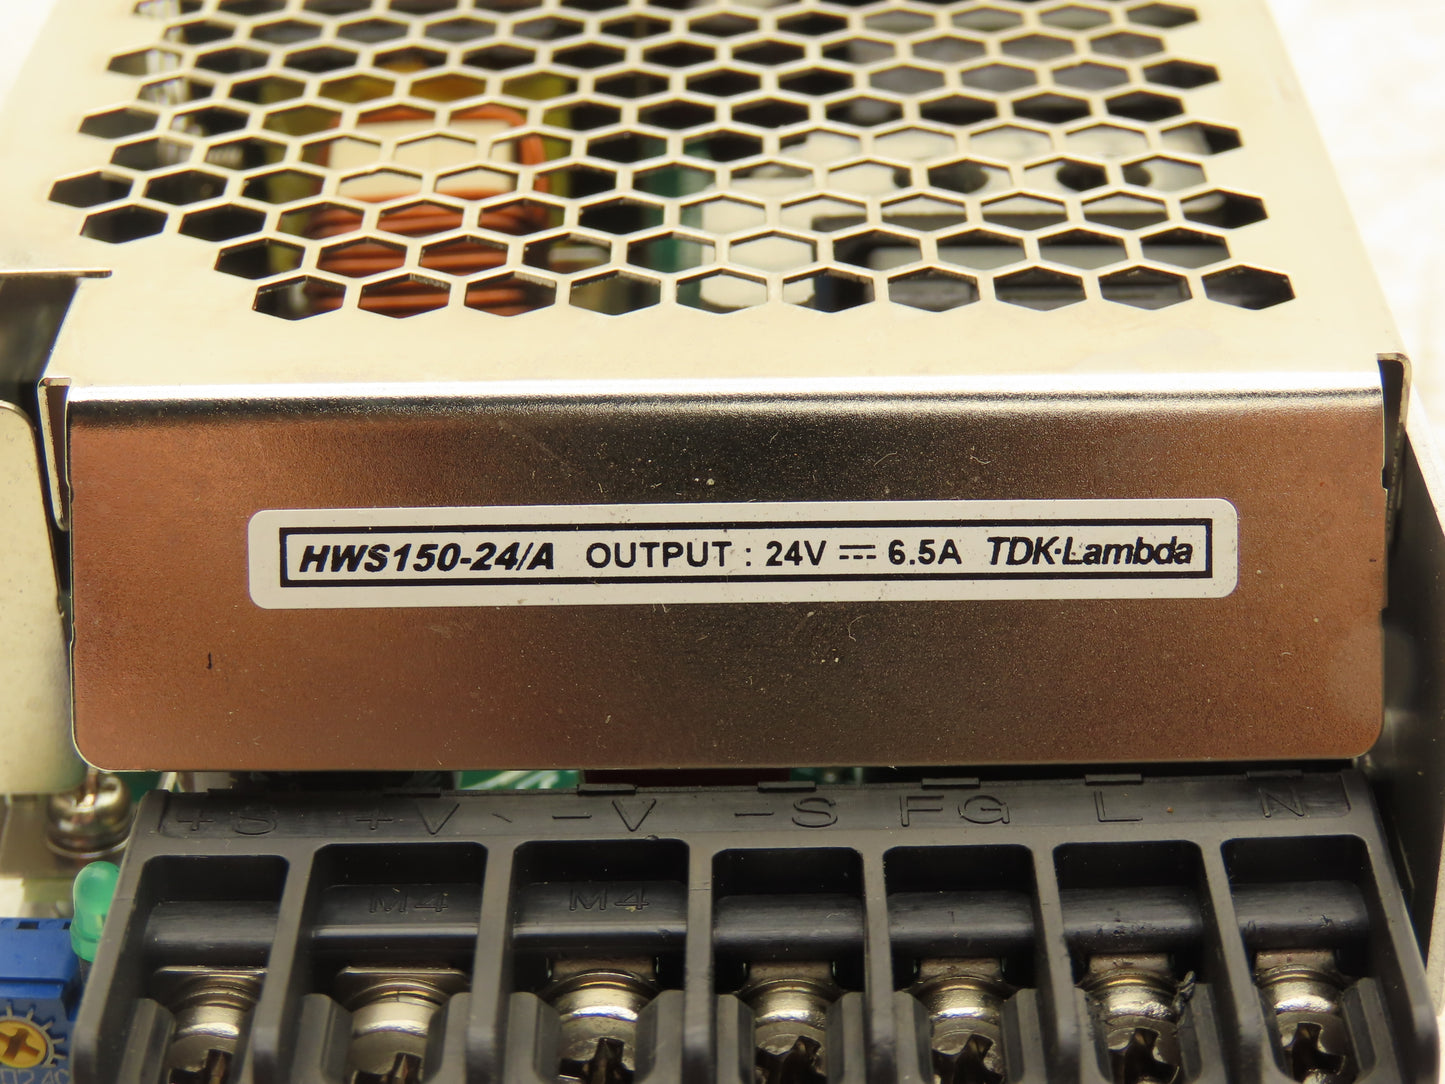 HWS150-24/A OUTPUT : 24V ⎓ 6.5A TDK·Lambda
+S +V -V -S FG L N
M4 M4